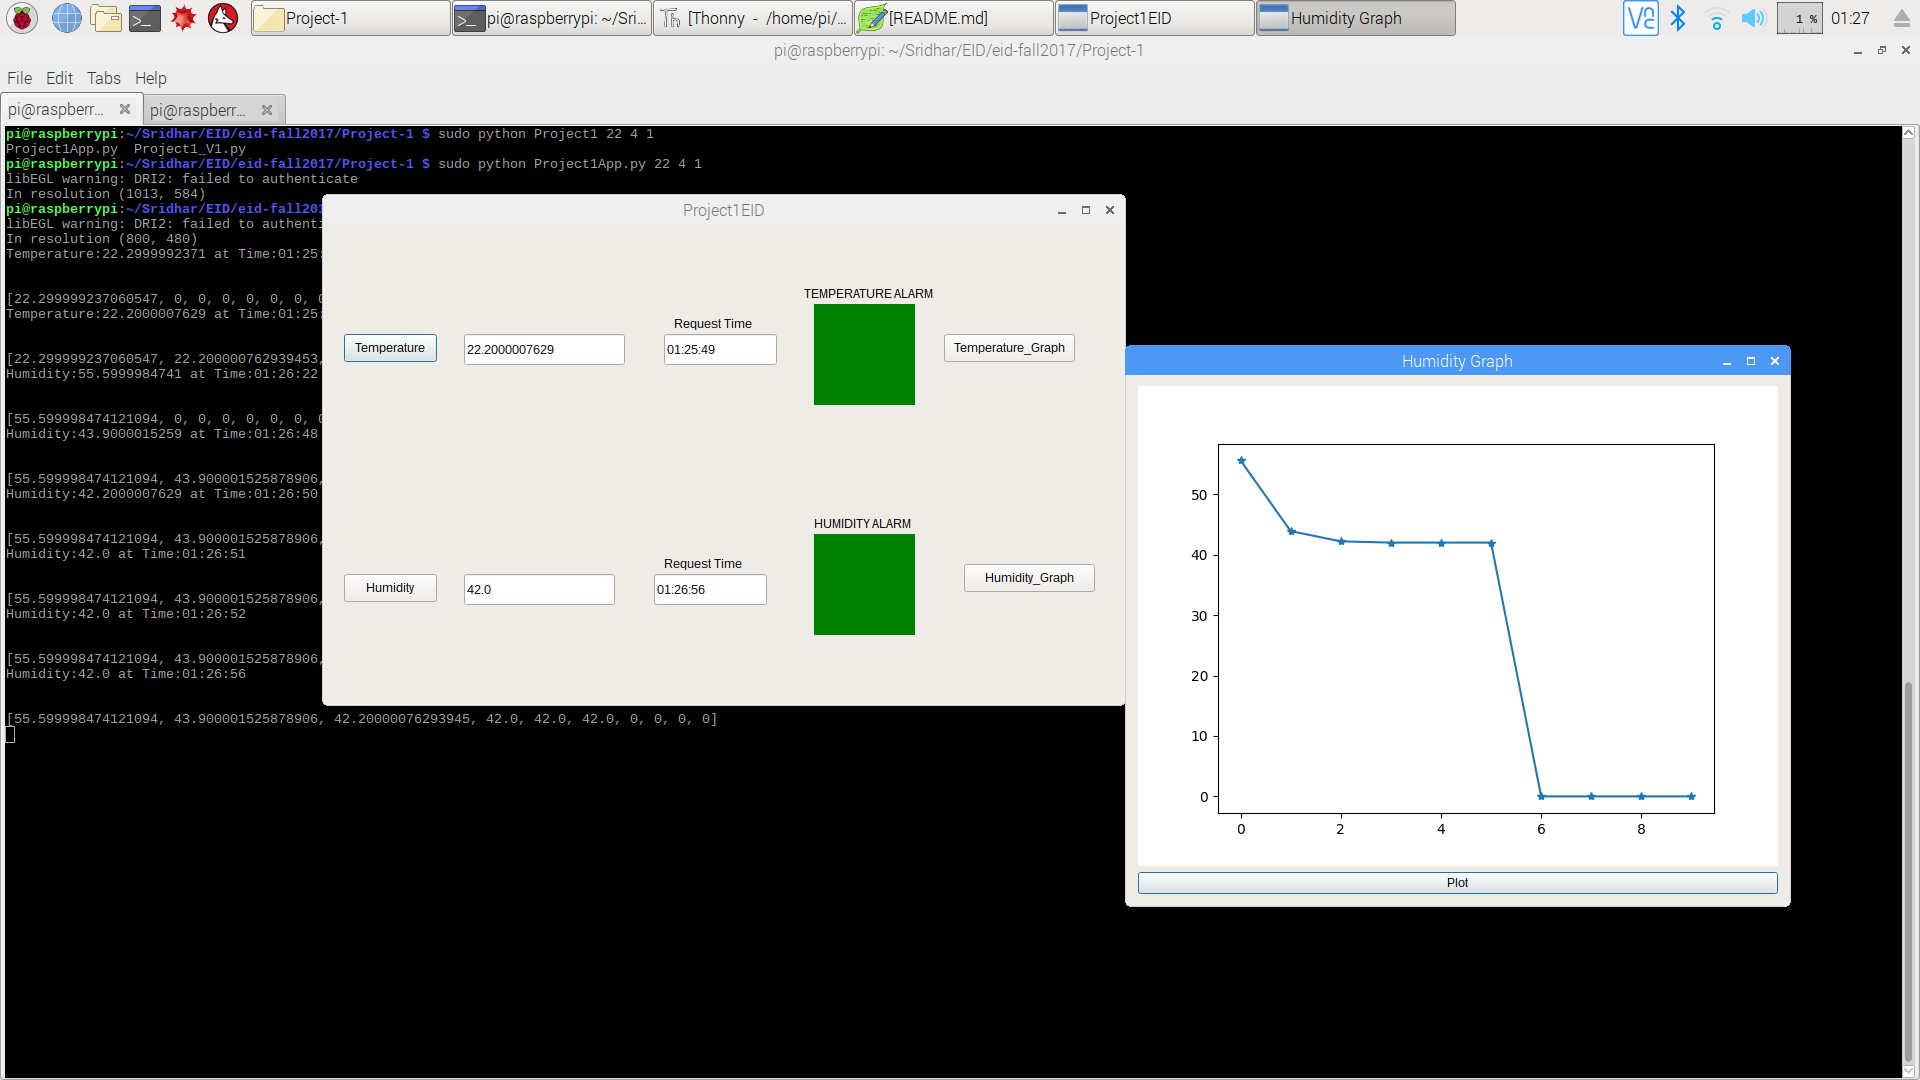 Project-1
pi@raspberrypi: ~/Sri...
[Thonny - /home/pi/...
[README.md]
Project1EID
Humidity Graph
1 %
01:27
pi@raspberrypi: ~/Sridhar/EID/eid-fall2017/Project-1
File Edit Tabs Help
pi@raspberr...
pi@raspberr...
pi@raspberrypi:~/Sridhar/EID/eid-fall2017/Project-1 $ sudo python Project1 22 4 1
Project1App.py Project1_V1.py
pi@raspberrypi:~/Sridhar/EID/eid-fall2017/Project-1 $ sudo python Project1App.py 22 4 1
libEGL warning: DRI2: failed to authenticate
In resolution (1013, 584)
pi@raspberrypi:~/Sridhar/EID/eid-fall201
libEGL warning: DRI2: failed to authenti
In resolution (800, 480)
Temperature:22.2999992371 at Time:01:25:
[22.299999237060547, 0, 0, 0, 0, 0, 0, 0
Temperature:22.2000007629 at Time:01:25:
[22.299999237060547, 22.200000762939453,
Humidity:55.5999984741 at Time:01:26:22
[55.599998474121094, 0, 0, 0, 0, 0, 0, 0
Humidity:43.9000015259 at Time:01:26:48
[55.599998474121094, 43.900001525878906,
Humidity:42.2000007629 at Time:01:26:50
[55.599998474121094, 43.900001525878906,
Humidity:42.0 at Time:01:26:51
[55.599998474121094, 43.900001525878906,
Humidity:42.0 at Time:01:26:52
[55.599998474121094, 43.900001525878906,
Humidity:42.0 at Time:01:26:56
[55.599998474121094, 43.900001525878906, 42.20000076293945, 42.0, 42.0, 42.0, 0, 0, 0, 0]
Project1EID
TEMPERATURE ALARM
Request Time
Temperature
22.2000007629
01:25:49
Temperature_Graph
HUMIDITY ALARM
Request Time
Humidity
42.0
01:26:56
Humidity_Graph
Humidity Graph
50
40
30
20
10
0
0 2 4 6 8
Plot